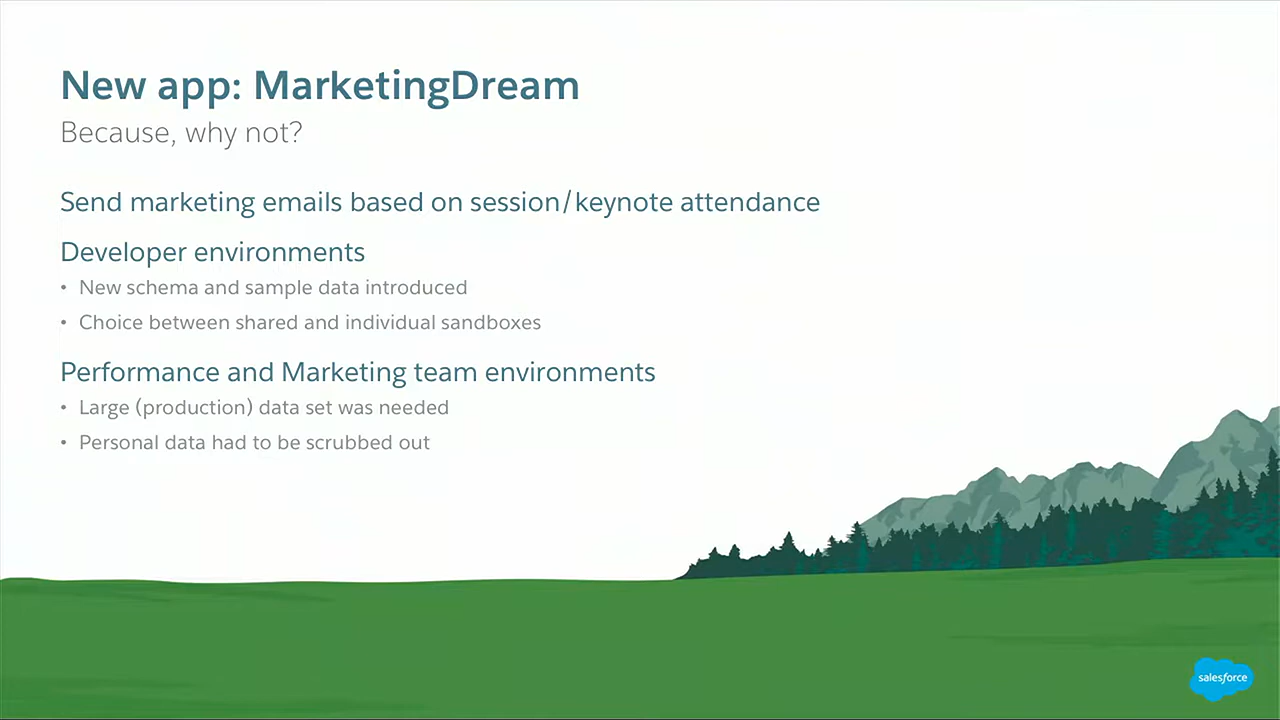 New app: MarketingDream
Because, why not?
Send marketing emails based on session/keynote attendance
Developer environments
• New schema and sample data introduced
• Choice between shared and individual sandboxes
Performance and Marketing team environments
• Large (production) data set was needed
• Personal data had to be scrubbed out
salesforce